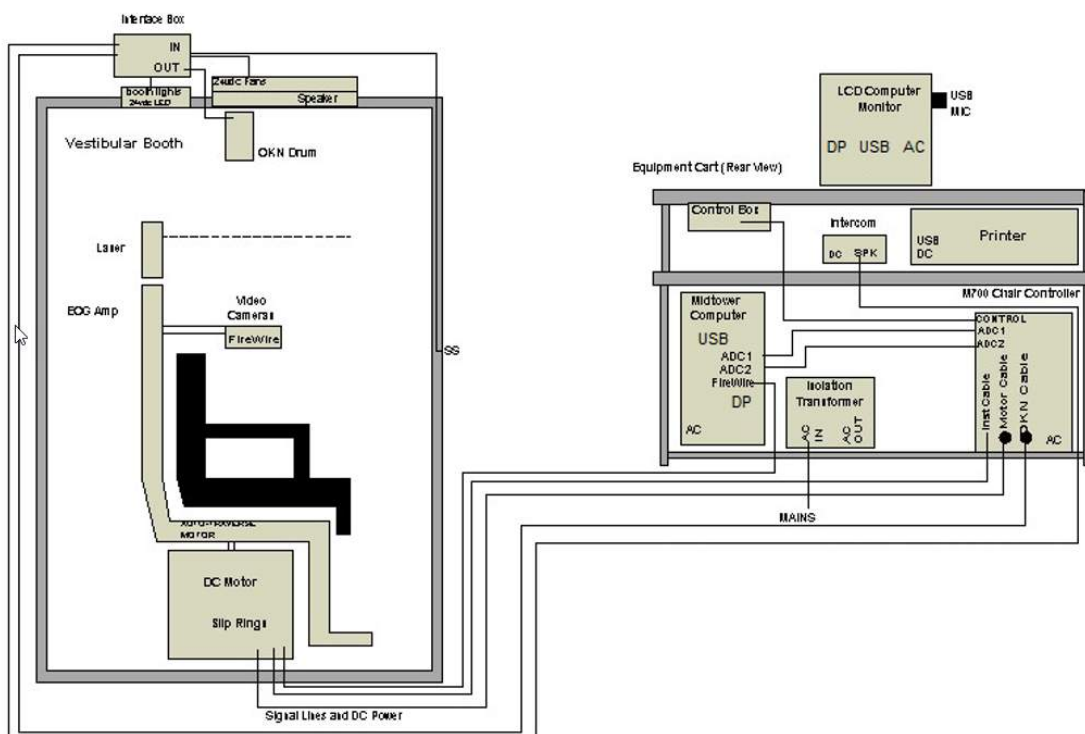 Interface Box
IN
OUT
booth lights
24vdc LED
24vdc Fans
Speaker
Vestibular Booth
OKN Drum
Laser
EOG Amp
Video
Cameras
FireWire
SS
AUTO-TRAVERSE
MOTOR
DC Motor
Slip Rings
Signal Lines and DC Power
LCD Computer
Monitor
USB
MIC
DP USB AC
Equipment Cart (Rear View)
Control Box
Intercom
DC SPK
Printer
USB
DC
M700 Chair Controller
Midtower
Computer
USB
ADC1
ADC2
FireWire
DP
AC
Isolation
Transformer
AC IN
AC OUT
MAINS
CONTROL
ADC1
ADC2
Inst Cable
Motor Cable
OKN Cable
AC